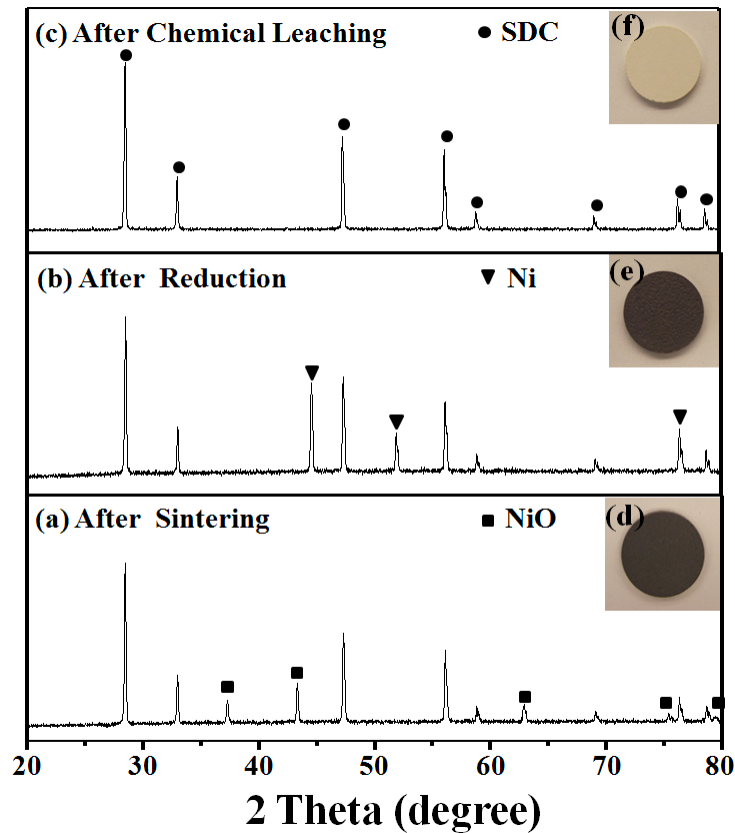 (c) After Chemical Leaching ● SDC (f)
(b) After Reduction ▼ Ni (e)
(a) After Sintering ■ NiO (d)
20 30 40 50 60 70 80
2 Theta (degree)